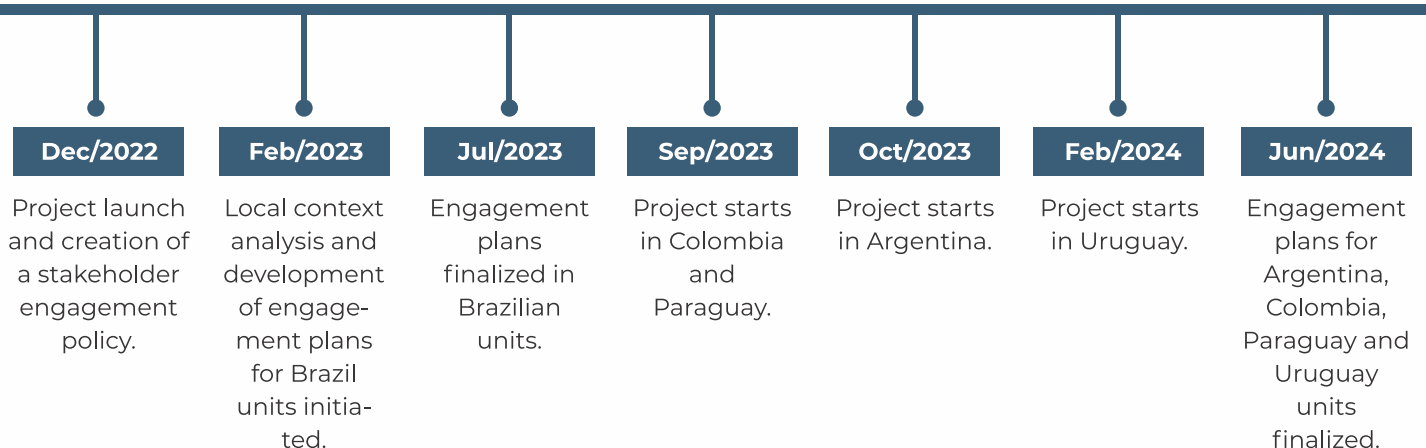 Dec/2022
Project launch
and creation of
a stakeholder
engagement
policy.
Feb/2023
Local context
analysis and
development
of engage-
ment plans
for Brazil
units initia-
ted.
Jul/2023
Engagement
plans
finalized in
Brazilian
units.
Sep/2023
Project starts
in Colombia
and
Paraguay.
Oct/2023
Project starts
in Argentina.
Feb/2024
Project starts
in Uruguay.
Jun/2024
Engagement
plans for
Argentina,
Colombia,
Paraguay and
Uruguay
units
finalized.